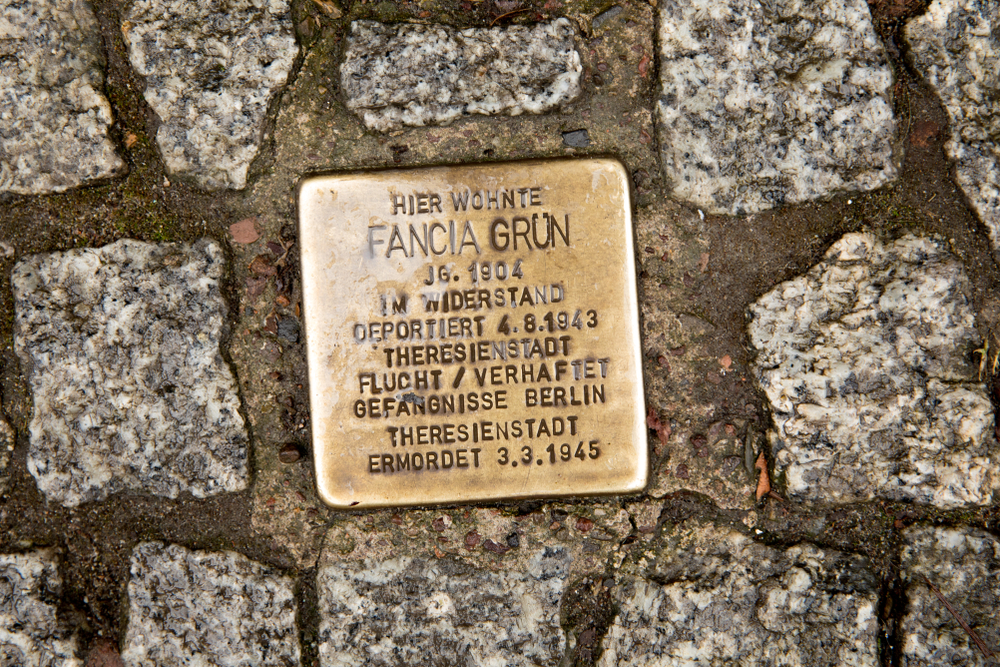 HIER WOHNTE
FANCIA GRÜN
JG. 1904
IM WIDERSTAND
DEPORTIERT 4.8.1943
THERESIENSTADT
FLUCHT / VERHAFTET
GEFÄNGNISSE BERLIN
THERESIENSTADT
ERMORDET 3.3.1945